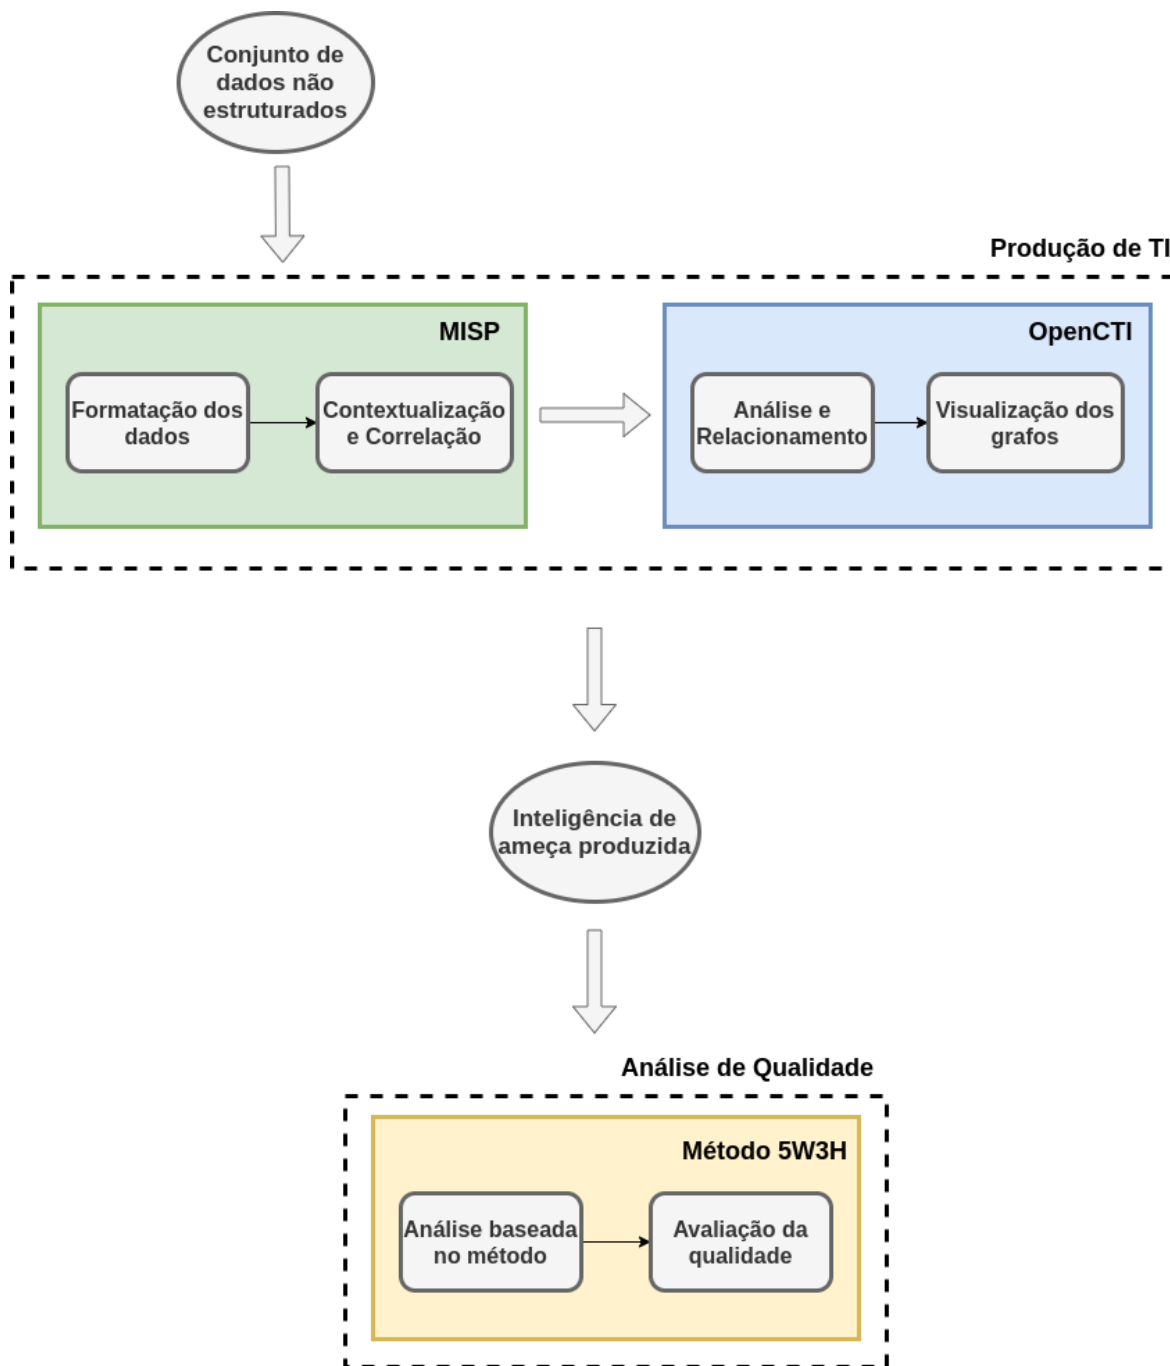 Conjunto de
dados não
estruturados
Produção de TI
MISP
Formatação dos
dados
Contextualização
e Correlação
OpenCTI
Análise e
Relacionamento
Visualização dos
grafos
Inteligência de
ameça produzida
Análise de Qualidade
Método 5W3H
Análise baseada
no método
Avaliação da
qualidade